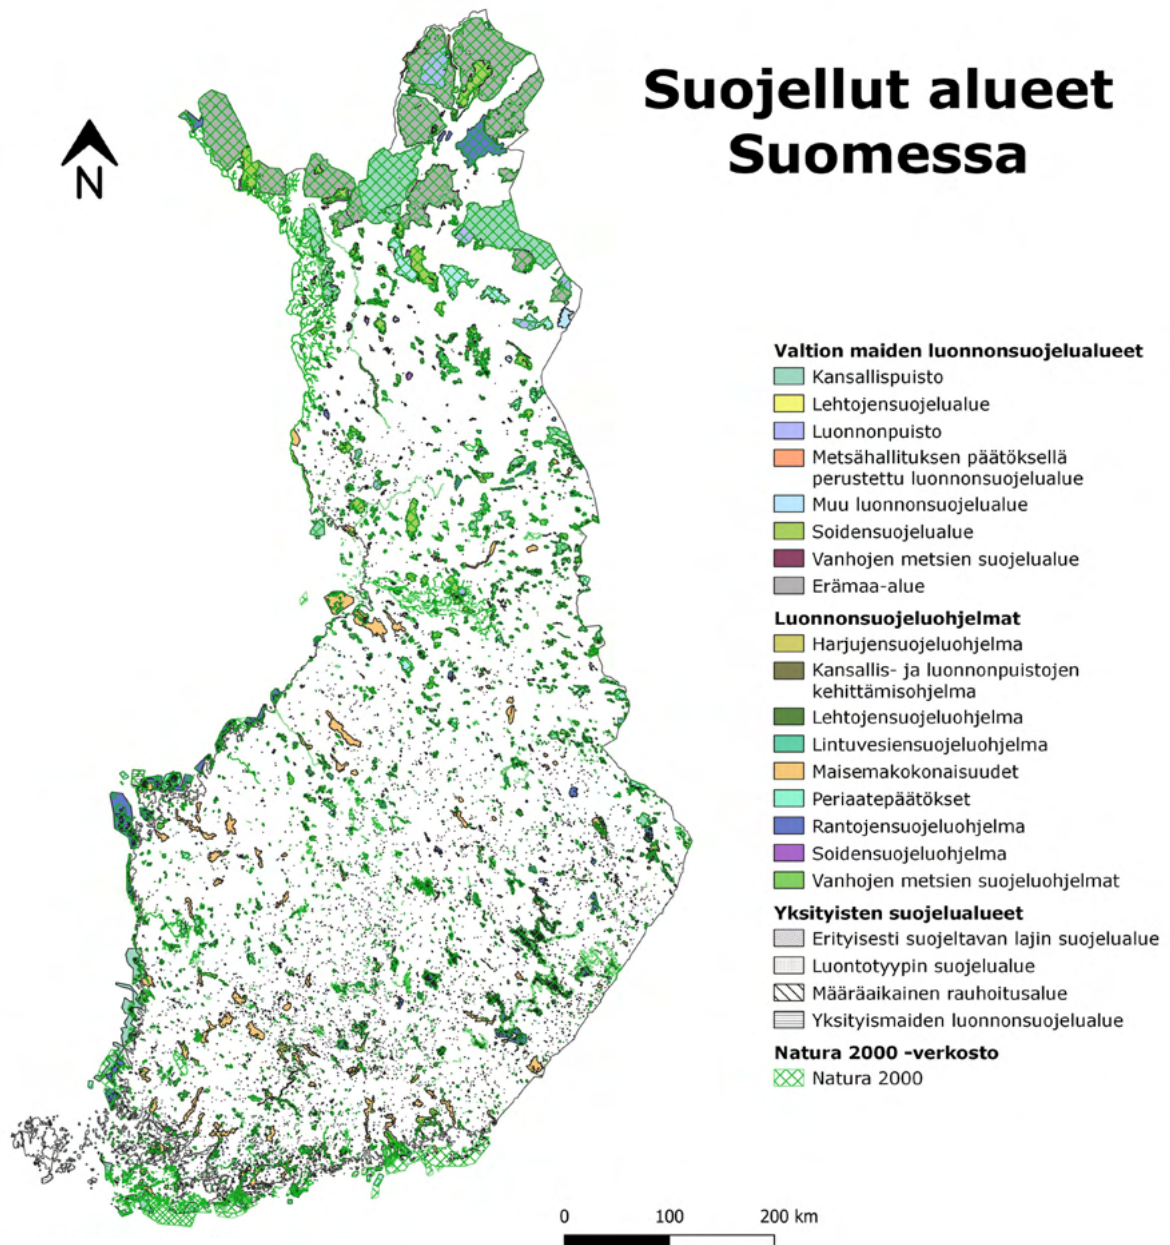 Suojellut alueet
Suomessa
N
Valtion maiden luonnonsuojelualueet
Kansallispuisto
Lehtojensuojelualue
Luonnonpuisto
Metsähallituksen päätöksellä
perustettu luonnonsuojelualue
Muu luonnonsuojelualue
Soidensuojelualue
Vanhojen metsien suojelualue
Erämaa-alue
Luonnonsuojeluohjelmat
Harjujensuojeluohjelma
Kansallis- ja luonnonpuistojen
kehittämisohjelma
Lehtojensuojeluohjelma
Lintuvesiensuojeluohjelma
Maisemakokonaisuudet
Periaatepäätökset
Rantojensuojeluohjelma
Soidensuojeluohjelma
Vanhojen metsien suojeluohjelmat
Yksityisten suojelualueet
Erityisesti suojeltavan lajin suojelualue
Luontotyypin suojelualue
Määräaikainen rauhoitusalue
Yksityismaiden luonnonsuojelualue
Natura 2000 -verkosto
Natura 2000
0 100 200 km